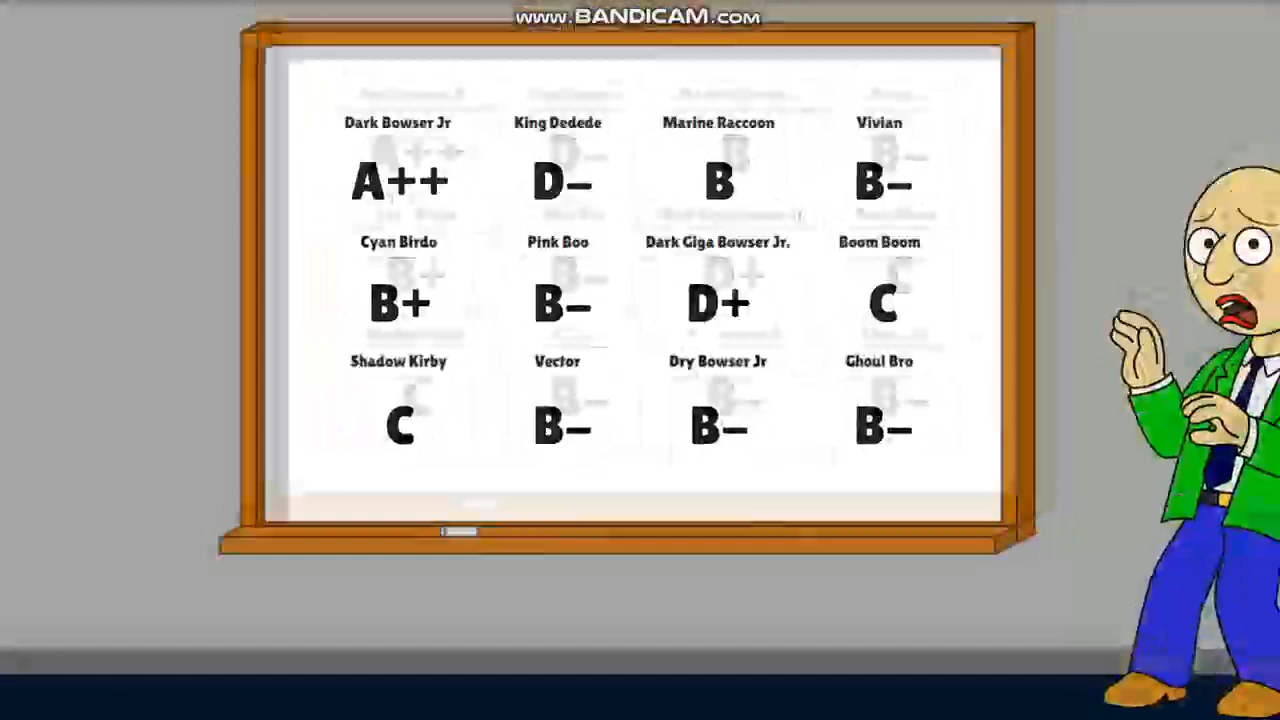 www.BANDICAM.com
Dark Bowser Jr King Dedede Marine Raccoon Vivian
A++ D– B B–
Cyan Birdo Pink Boo Dark Giga Bowser Jr. Boom Boom
B+ B– D+ C
Shadow Kirby Vector Dry Bowser Jr Ghoul Bro
C B– B– B–